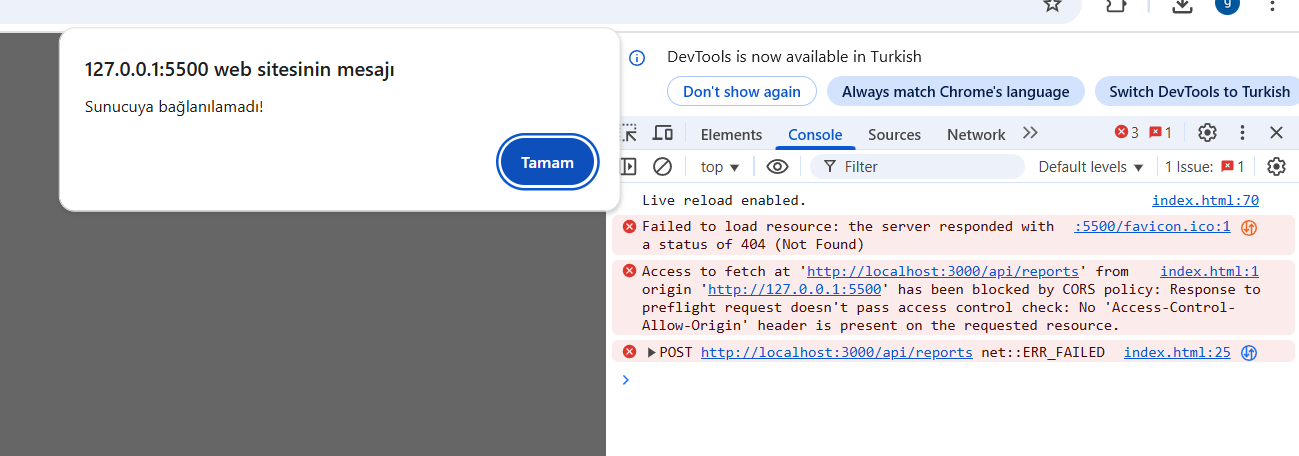 9
127.0.0.1:5500 web sitesinin mesajı
Sunucuya bağlanılamadı!
Tamam
DevTools is now available in Turkish
Don't show again
Always match Chrome's language
Switch DevTools to Turkish
Elements
Console
Sources
Network
3
1
top
Filter
Default levels
1 Issue:
1
Live reload enabled.
index.html:70
Failed to load resource: the server responded with
:5500/favicon.ico:1
a status of 404 (Not Found)
Access to fetch at 'http://localhost:3000/api/reports' from
index.html:1
origin 'http://127.0.0.1:5500' has been blocked by CORS policy: Response to
preflight request doesn't pass access control check: No 'Access-Control-
Allow-Origin' header is present on the requested resource.
POST http://localhost:3000/api/reports net::ERR_FAILED
index.html:25